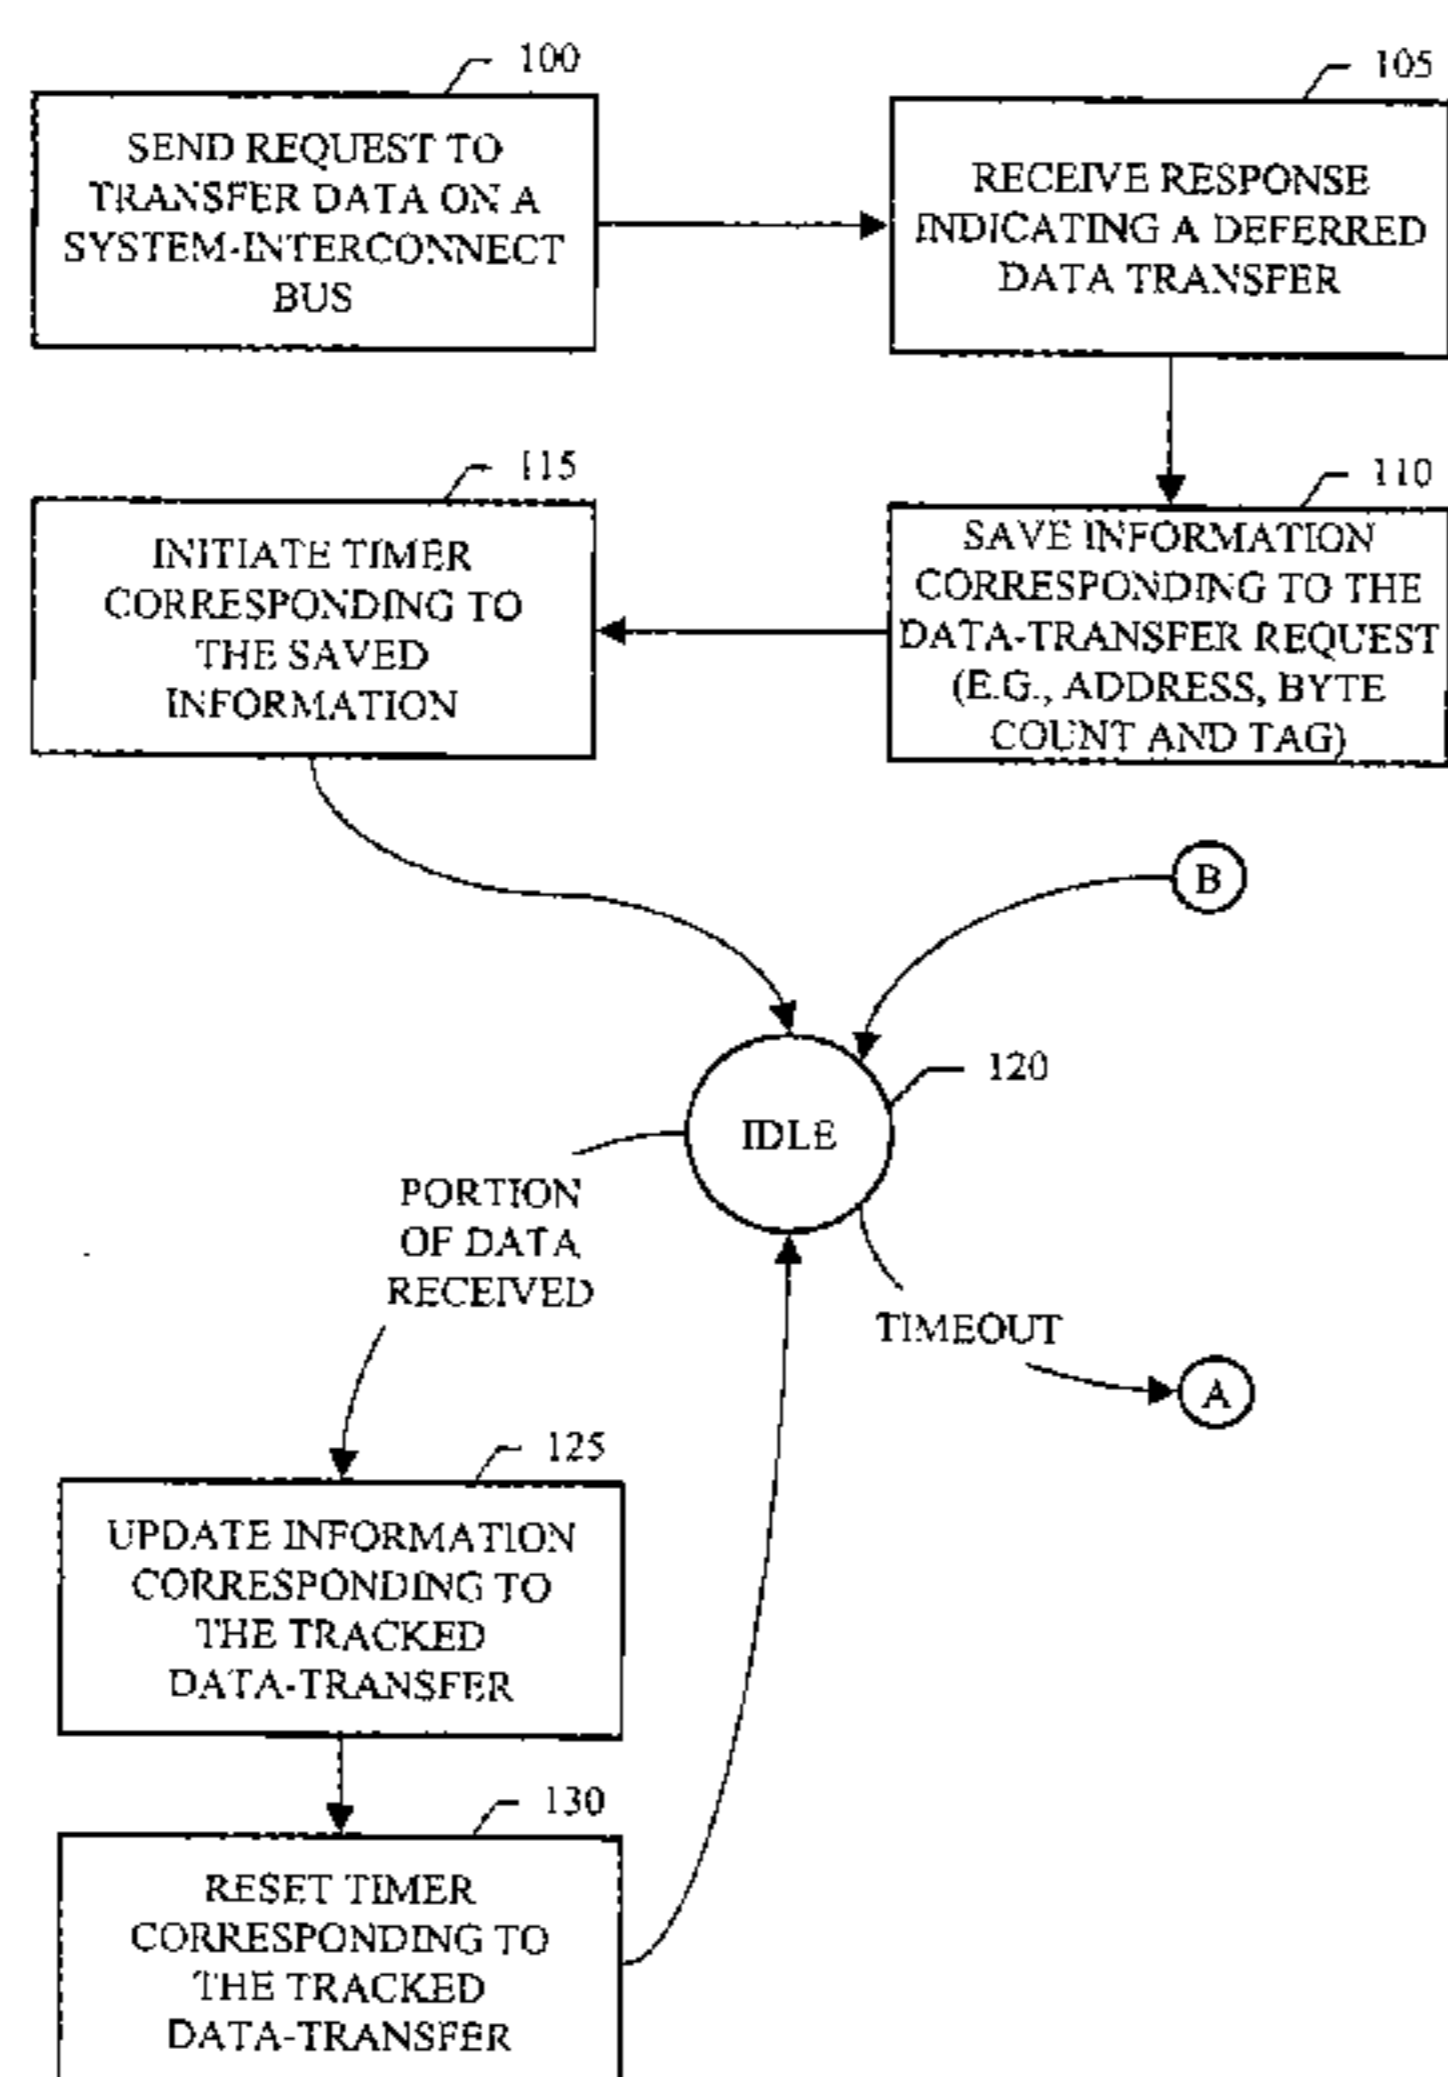 100
SEND REQUEST TO
TRANSFER DATA ON A
SYSTEM-INTERCONNECT
BUS
105
RECEIVE RESPONSE
INDICATING A DEFERRED
DATA TRANSFER
115
INITIATE TIMER
CORRESPONDING TO
THE SAVED
INFORMATION
110
SAVE INFORMATION
CORRESPONDING TO THE
DATA-TRANSFER REQUEST
(E.G., ADDRESS, BYTE
COUNT AND TAG)
B
120
IDLE
PORTION
OF DATA
RECEIVED
TIMEOUT
A
125
UPDATE INFORMATION
CORRESPONDING TO
THE TRACKED
DATA-TRANSFER
130
RESET TIMER
CORRESPONDING TO
THE TRACKED
DATA-TRANSFER